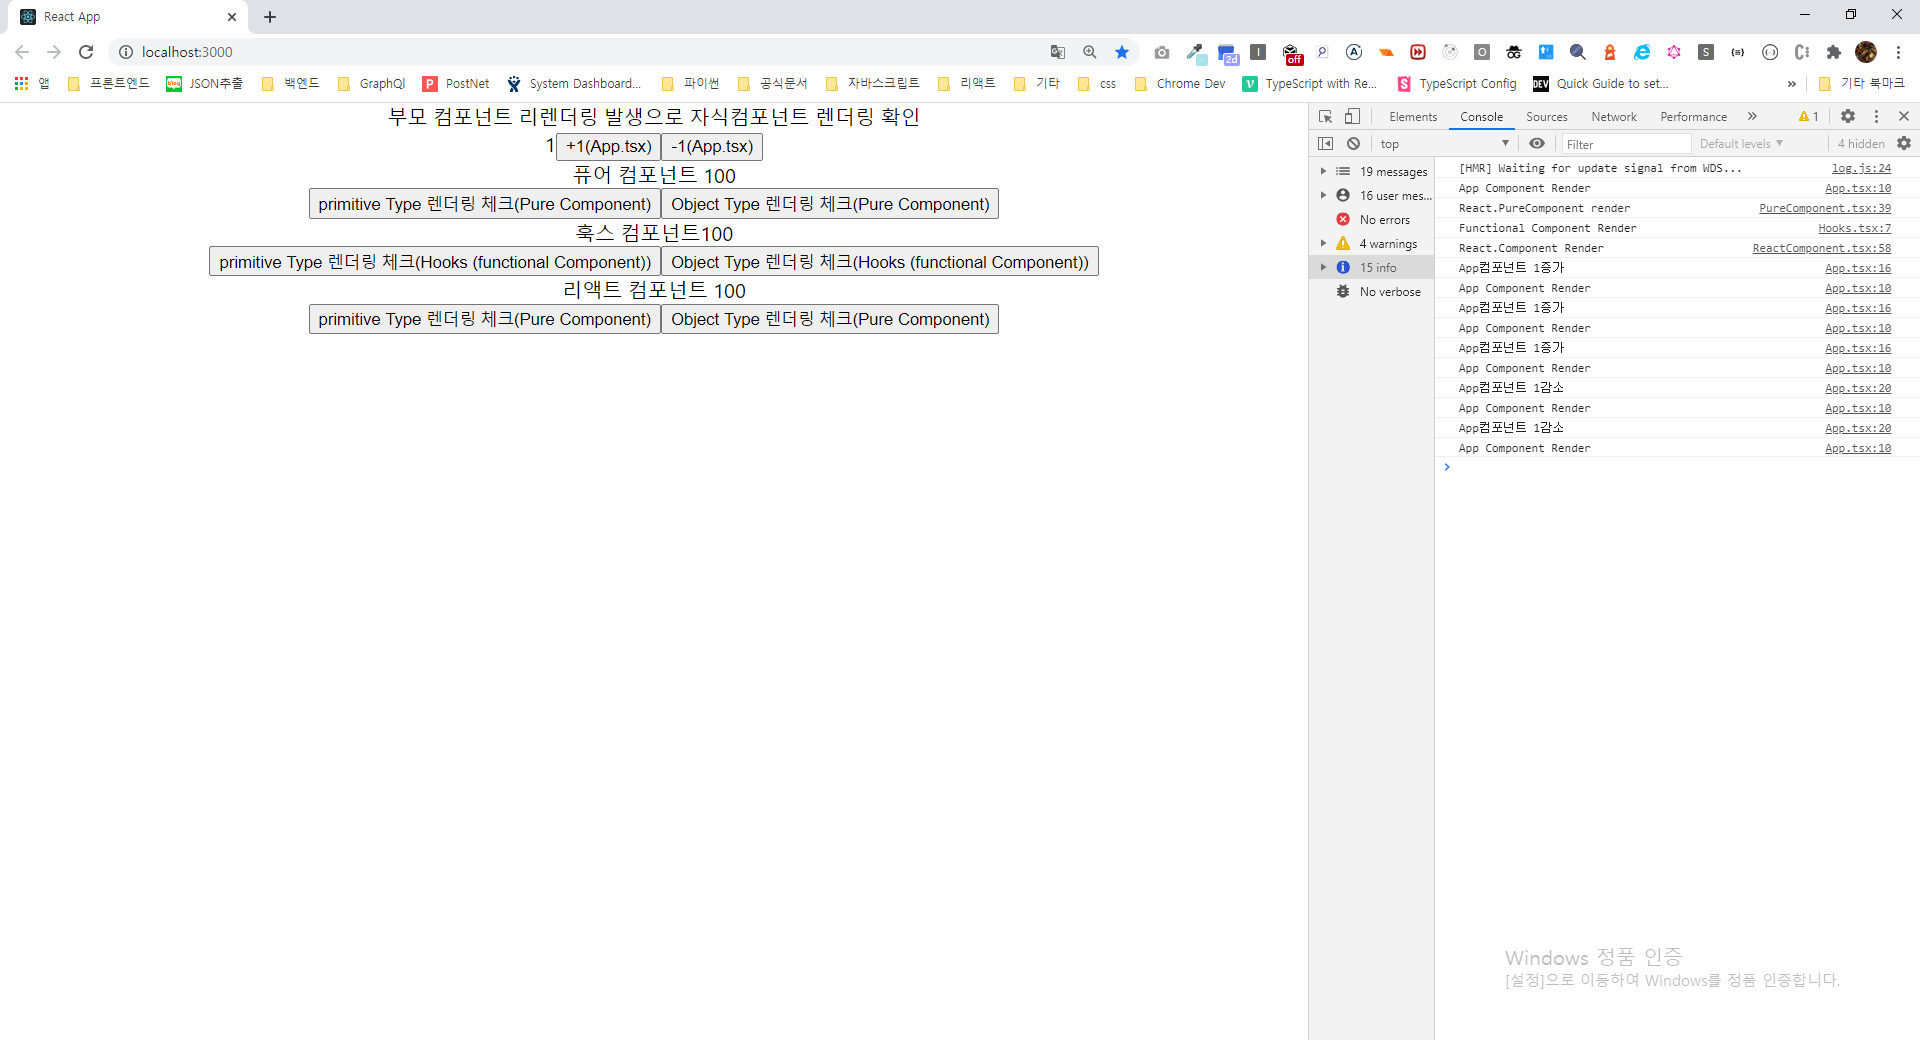 React App
localhost:3000
2d
off
앱 프론트엔드 JSON추출 백엔드 GraphQl PostNet System Dashboard... 파이썬 공식문서 자바스크립트 리액트 기타 css Chrome Dev TypeScript with Re... TypeScript Config Quick Guide to set... » 기타 북마크
부모 컴포넌트 리렌더링 발생으로 자식컴포넌트 렌더링 확인
1 +1(App.tsx) -1(App.tsx)
퓨어 컴포넌트 100
primitive Type 렌더링 체크(Pure Component) Object Type 렌더링 체크(Pure Component)
훅스 컴포넌트100
primitive Type 렌더링 체크(Hooks (functional Component)) Object Type 렌더링 체크(Hooks (functional Component))
리액트 컴포넌트 100
primitive Type 렌더링 체크(Pure Component) Object Type 렌더링 체크(Pure Component)
Elements Console Sources Network Performance » 1
top Filter Default levels 4 hidden
19 messages
16 user mes...
No errors
4 warnings
15 info
No verbose
[HMR] Waiting for update signal from WDS... log.js:24
App Component Render App.tsx:10
React.PureComponent render PureComponent.tsx:39
Functional Component Render Hooks.tsx:7
React.Component Render ReactComponent.tsx:58
App컴포넌트 1증가 App.tsx:16
App Component Render App.tsx:10
App컴포넌트 1증가 App.tsx:16
App Component Render App.tsx:10
App컴포넌트 1증가 App.tsx:16
App Component Render App.tsx:10
App컴포넌트 1감소 App.tsx:20
App Component Render App.tsx:10
App컴포넌트 1감소 App.tsx:20
App Component Render App.tsx:10
Windows 정품 인증
[설정]으로 이동하여 Windows를 정품 인증합니다.